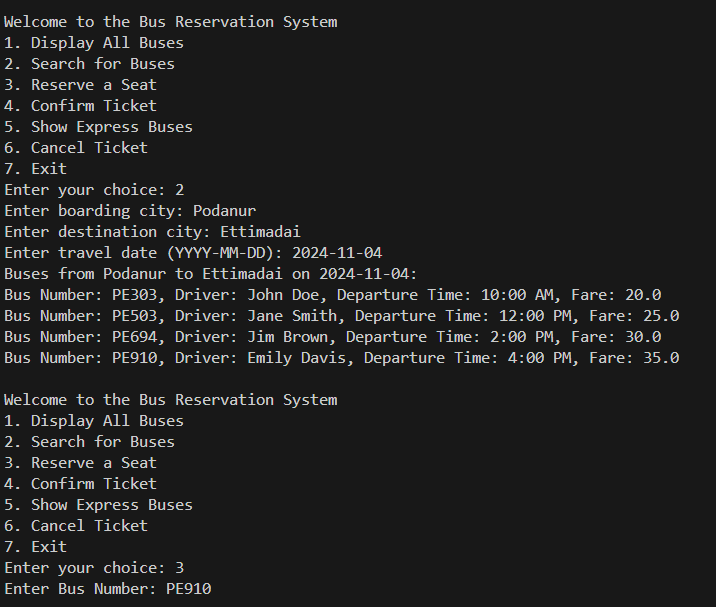 Welcome to the Bus Reservation System
1. Display All Buses
2. Search for Buses
3. Reserve a Seat
4. Confirm Ticket
5. Show Express Buses
6. Cancel Ticket
7. Exit
Enter your choice: 2
Enter boarding city: Podanur
Enter destination city: Ettimadai
Enter travel date (YYYY-MM-DD): 2024-11-04
Buses from Podanur to Ettimadai on 2024-11-04:
Bus Number: PE303, Driver: John Doe, Departure Time: 10:00 AM, Fare: 20.0
Bus Number: PE503, Driver: Jane Smith, Departure Time: 12:00 PM, Fare: 25.0
Bus Number: PE694, Driver: Jim Brown, Departure Time: 2:00 PM, Fare: 30.0
Bus Number: PE910, Driver: Emily Davis, Departure Time: 4:00 PM, Fare: 35.0
Welcome to the Bus Reservation System
1. Display All Buses
2. Search for Buses
3. Reserve a Seat
4. Confirm Ticket
5. Show Express Buses
6. Cancel Ticket
7. Exit
Enter your choice: 3
Enter Bus Number: PE910